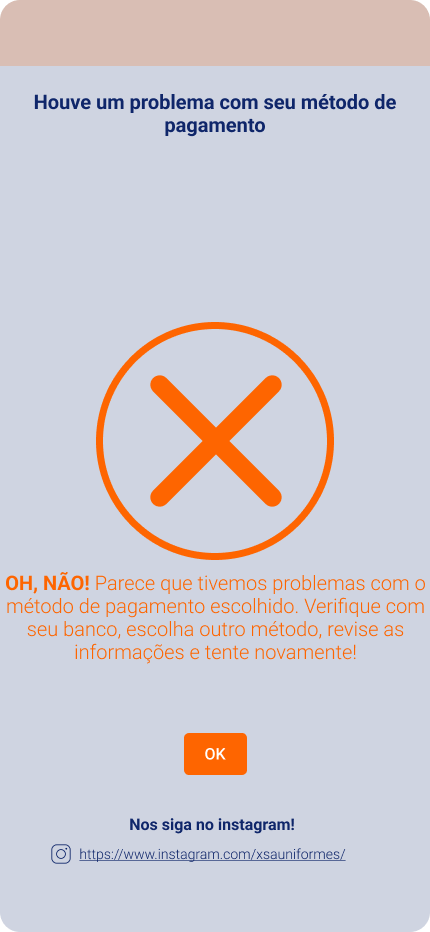 Houve um problema com seu método de
pagamento
OH, NÃO! Parece que tivemos problemas com o
método de pagamento escolhido. Verifique com
seu banco, escolha outro método, revise as
informações e tente novamente!
OK
Nos siga no instagram!
https://www.instagram.com/xsauniformes/